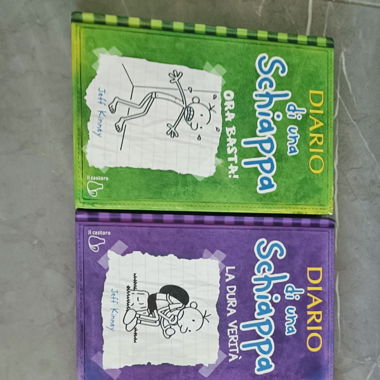 DIARIO
di una
Schiappa
ORA BASTA!
Jeff Kinney
il castoro
DIARIO
di una
Schiappa
LA DURA VERITÀ
Jeff Kinney
il castoro